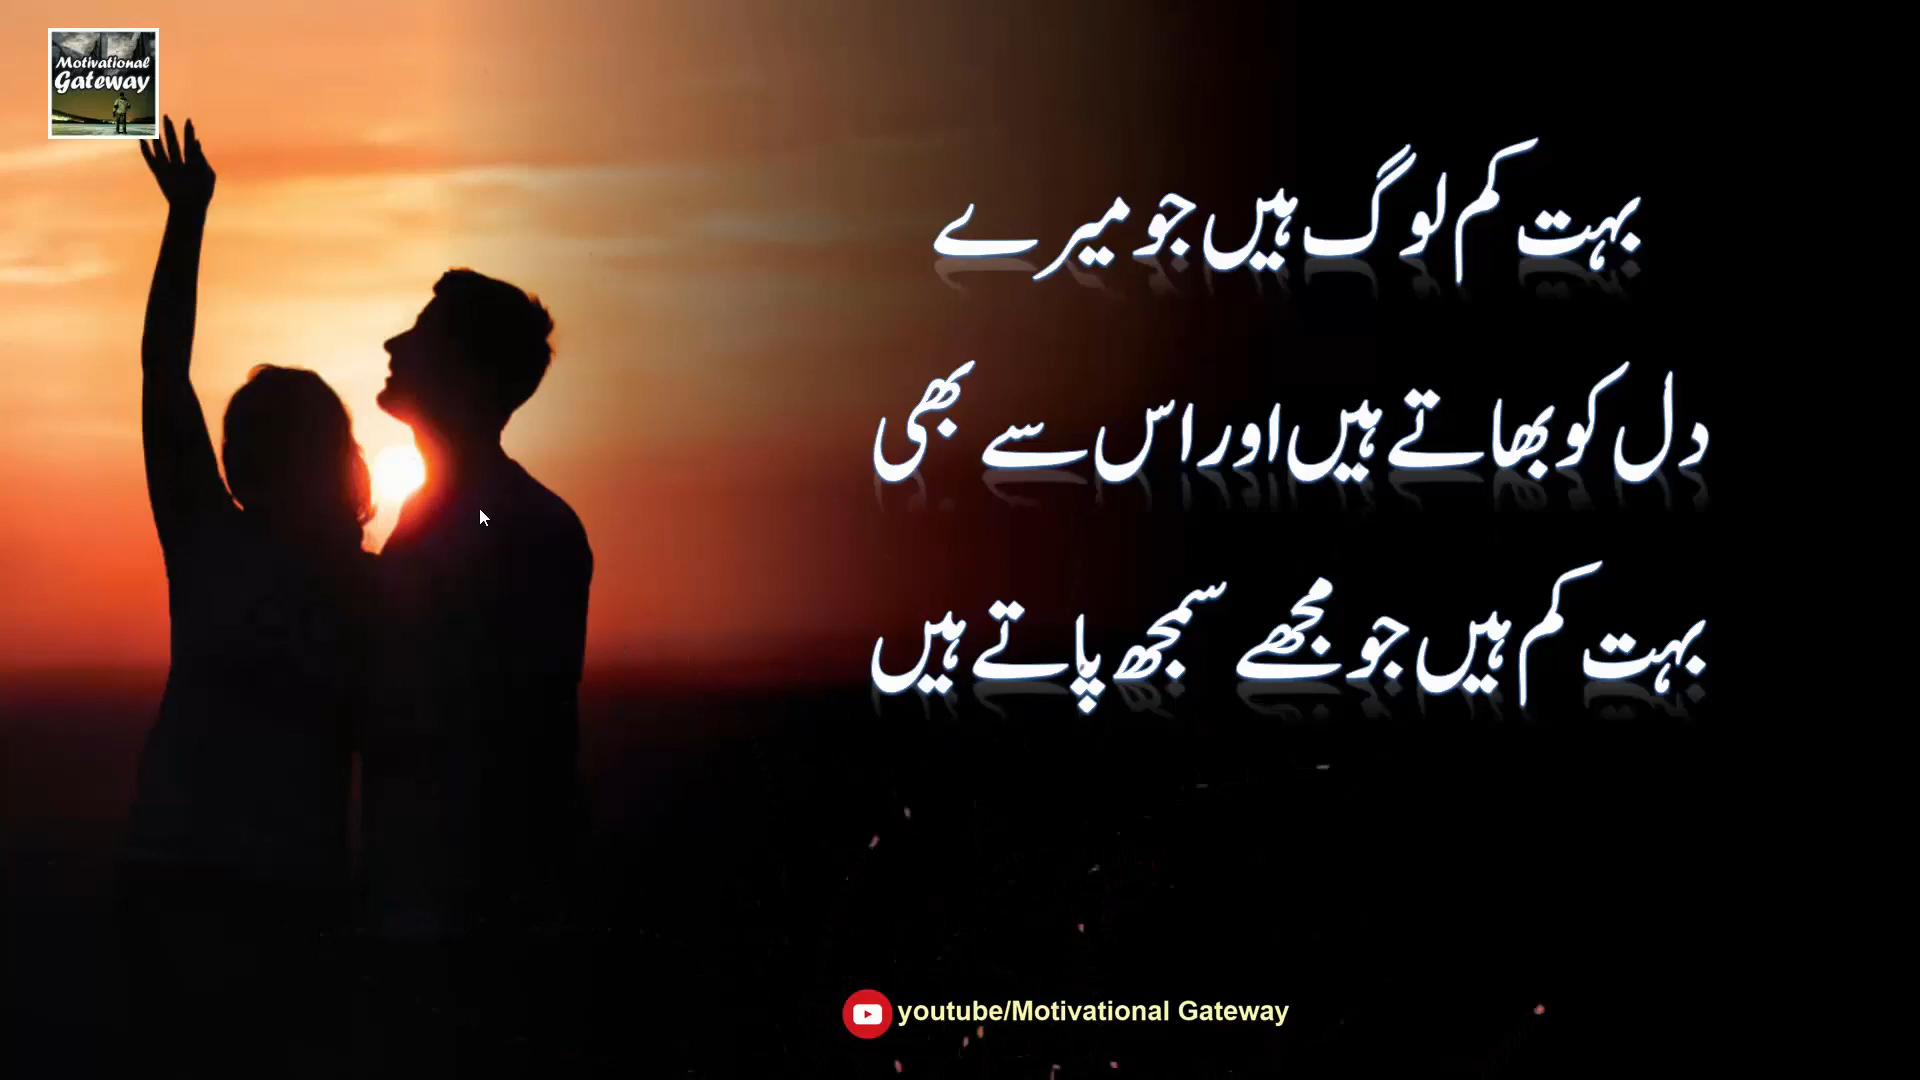 Motivational
Gateway
بہت کم لوگ ہیں جو میرے
دل کو بھاتے ہیں اور اس سے بھی
بہت کم ہیں جو مجھے سمجھ پاتے ہیں
youtube/Motivational Gateway